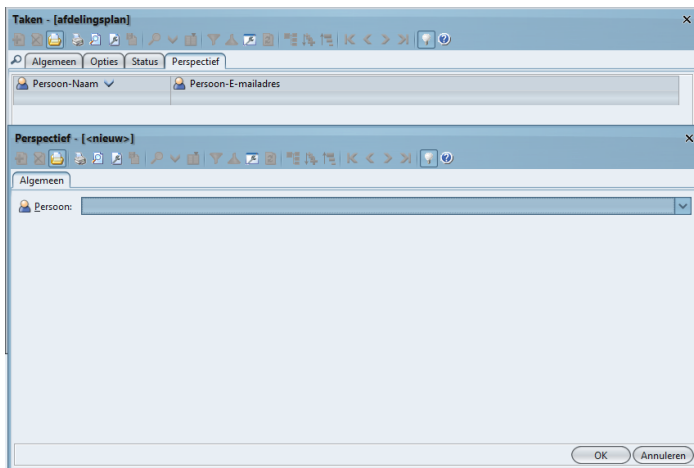 Taken - [afdelingsplan]
Algemeen Opties Status Perspectief
Persoon-Naam Persoon-E-mailadres
Perspectief - [<nieuw>]
Algemeen
Persoon:
OK Annuleren